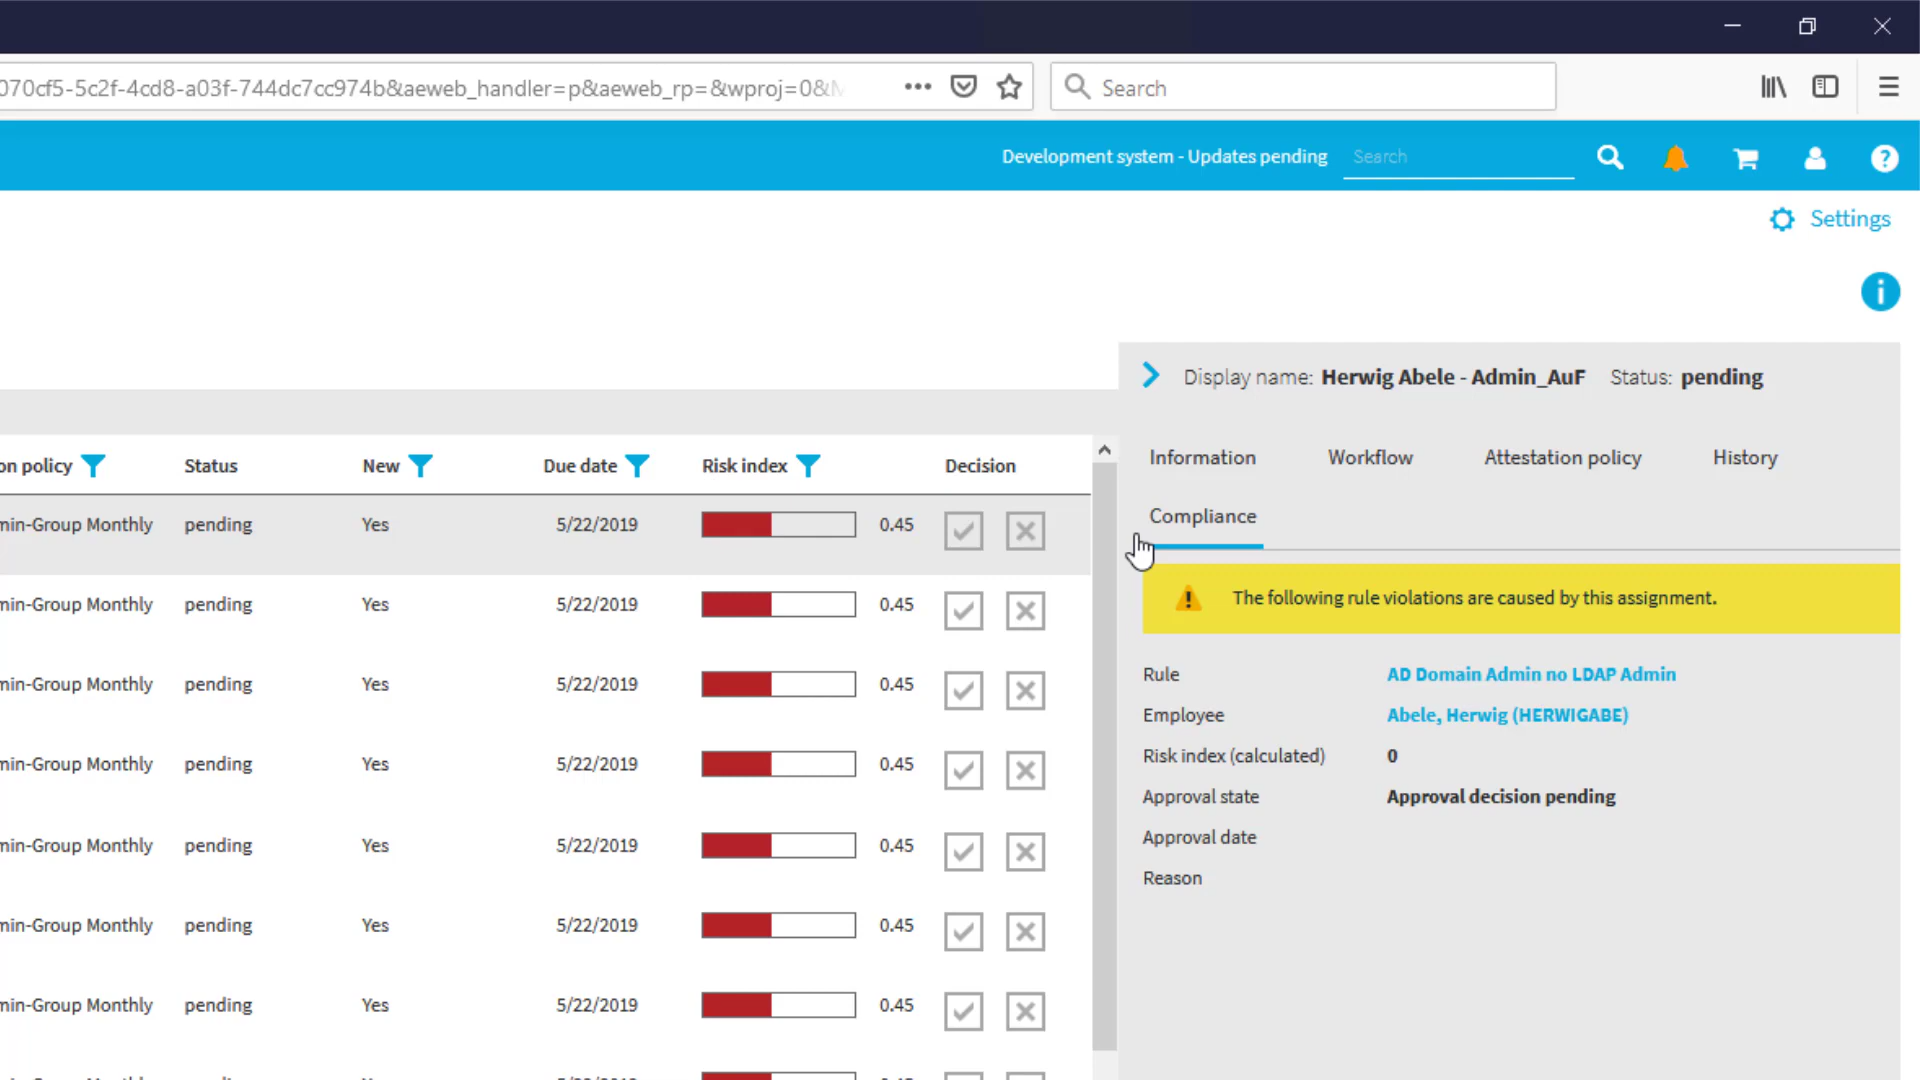 070cf5-5c2f-4cd8-a03f-744dc7cc974b&aeweb_handler=p&aeweb_rp=&wproj=0&
Search
Development system - Updates pending
Search
Settings
Display name: Herwig Abele - Admin_AuF Status: pending
Information Workflow Attestation policy History
Compliance
The following rule violations are caused by this assignment.
Rule AD Domain Admin no LDAP Admin
Employee Abele, Herwig (HERWIGABE)
Risk index (calculated) 0
Approval state Approval decision pending
Approval date
Reason
on policy Status New Due date Risk index Decision
min-Group Monthly pending Yes 5/22/2019 0.45
min-Group Monthly pending Yes 5/22/2019 0.45
min-Group Monthly pending Yes 5/22/2019 0.45
min-Group Monthly pending Yes 5/22/2019 0.45
min-Group Monthly pending Yes 5/22/2019 0.45
min-Group Monthly pending Yes 5/22/2019 0.45
min-Group Monthly pending Yes 5/22/2019 0.45